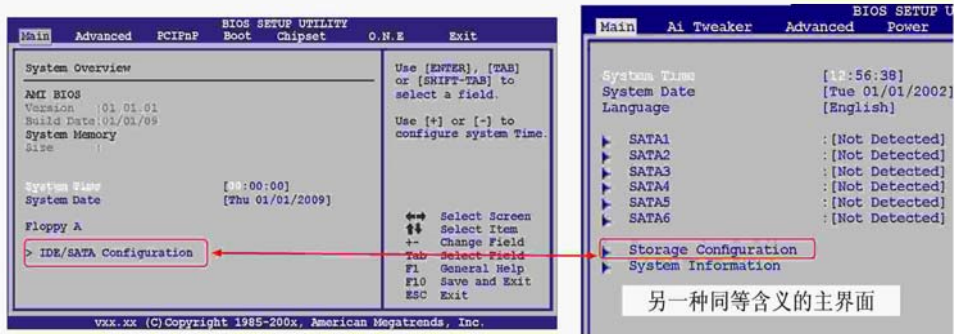 BIOS SETUP UTILITY
Main Advanced PCIPnP Boot Chipset O.N.E Exit
System Overview
AMI BIOS
Version :01.01.01
Build Date:01/01/09
System Memory
Size :
System Time [00:00:00]
System Date [Thu 01/01/2009]
Floppy A
> IDE/SATA Configuration
Use [ENTER], [TAB]
or [SHIFT-TAB] to
select a field.
Use [+] or [-] to
configure system Time.
Select Screen
Select Item
+- Change Field
Tab Select Field
F1 General Help
F10 Save and Exit
ESC Exit
vxx.xx (C)Copyright 1985-200x, American Megatrends, Inc.
BIOS SETUP U
Main Ai Tweaker Advanced Power
System Time [12:56:38]
System Date [Tue 01/01/2002]
Language [English]
SATA1 :[Not Detected]
SATA2 :[Not Detected]
SATA3 :[Not Detected]
SATA4 :[Not Detected]
SATA5 :[Not Detected]
SATA6 :[Not Detected]
Storage Configuration
System Information
另一种同等含义的主界面